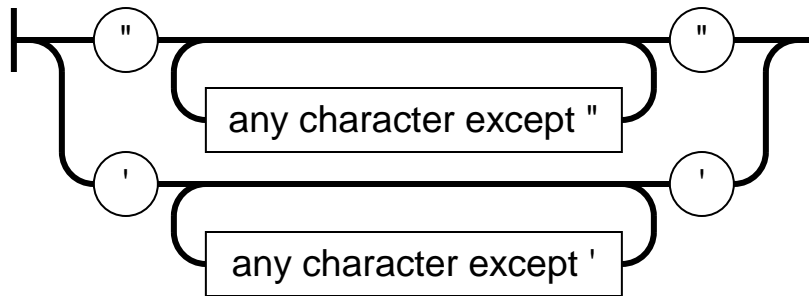 " "
any character except "
' '
any character except '